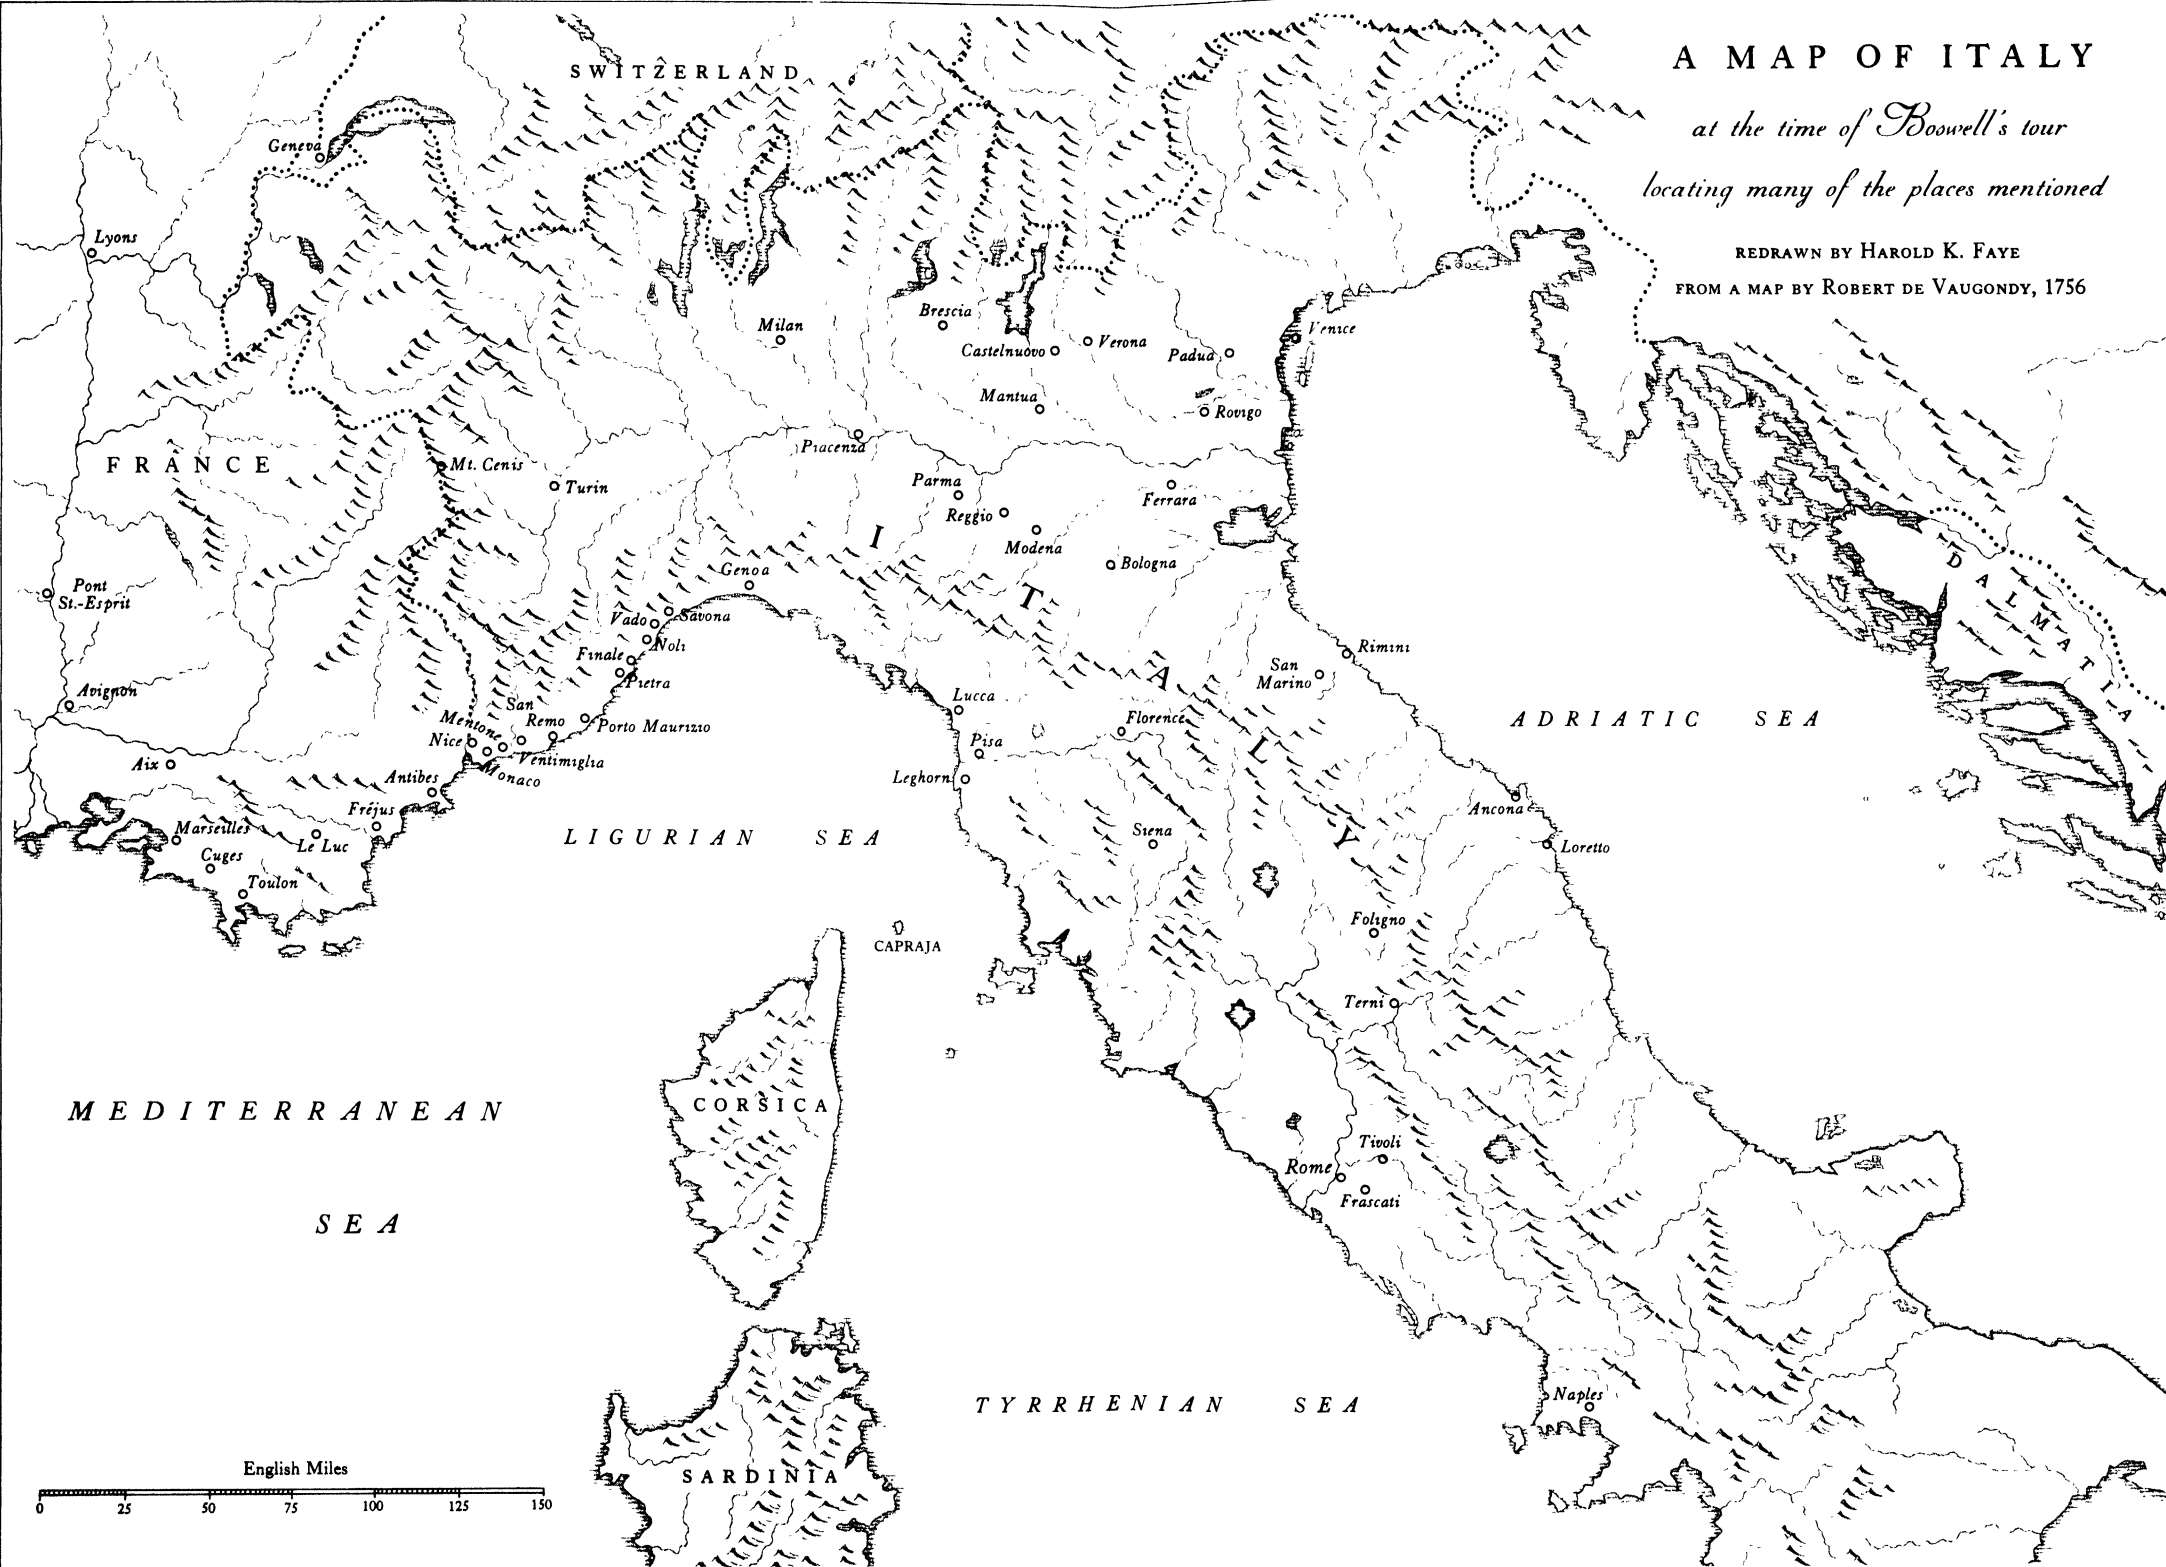 A MAP OF ITALY
at the time of Boswell's tour
locating many of the places mentioned
REDRAWN BY HAROLD K. FAYE
FROM A MAP BY ROBERT DE VAUGONDY, 1756
SWITZERLAND
Geneva
Lyons
Milan
Brescia
Castelnuovo
Verona
Padua
Venice
Mantua
Rovigo
Piacenza
FRANCE
Mt. Cenis
Turin
Parma
Reggio
Modena
Ferrara
Bologna
Genoa
ITALY
DALMATIA
Pont
St.-Esprit
Vado
Savona
Noli
Finale
Pietra
Rimini
San
Marino
Avignon
San
Remo
Porto Maurizio
Mentone
Nice
Ventimiglia
Monaco
Lucca
Florence
Pisa
Leghorn
ADRIATIC SEA
Aix
Antibes
Fréjus
Marseilles
Le Luc
Cuges
Toulon
LIGURIAN SEA
Siena
Ancona
Loretto
Foligno
CAPRAJA
Terni
MEDITERRANEAN
SEA
CORSICA
Tivoli
Rome
Frascati
TYRRHENIAN SEA
Naples
SARDINIA
English Miles
0 25 50 75 100 125 150